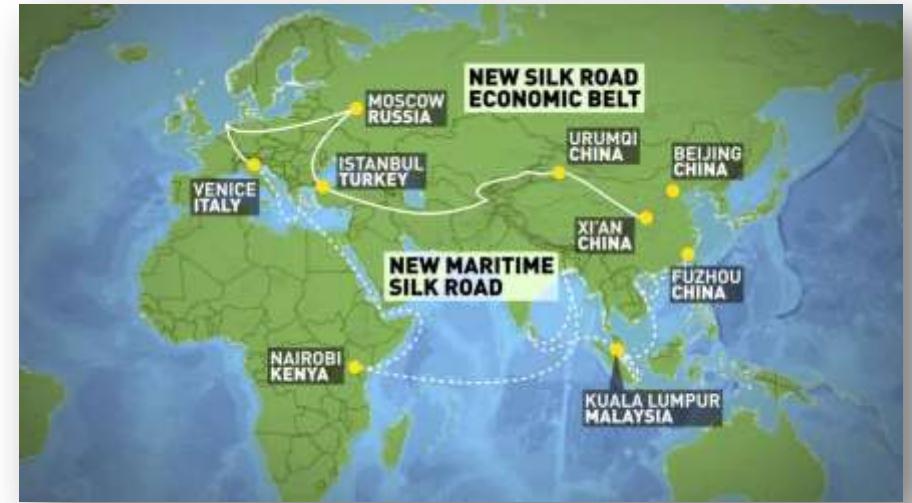 NEW SILK ROAD
ECONOMIC BELT
MOSCOW
RUSSIA
URUMQI
CHINA
BEIJING
CHINA
ISTANBUL
TURKEY
VENICE
ITALY
XI'AN
CHINA
NEW MARITIME
SILK ROAD
FUZHOU
CHINA
NAIROBI
KENYA
KUALA LUMPUR
MALAYSIA